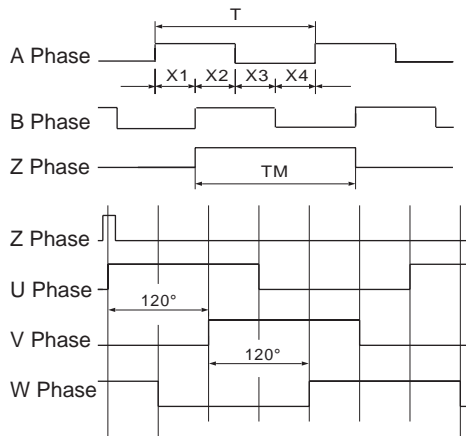 T
A Phase
X1 X2 X3 X4
B Phase
Z Phase
TM
Z Phase
U Phase
120°
V Phase
120°
W Phase